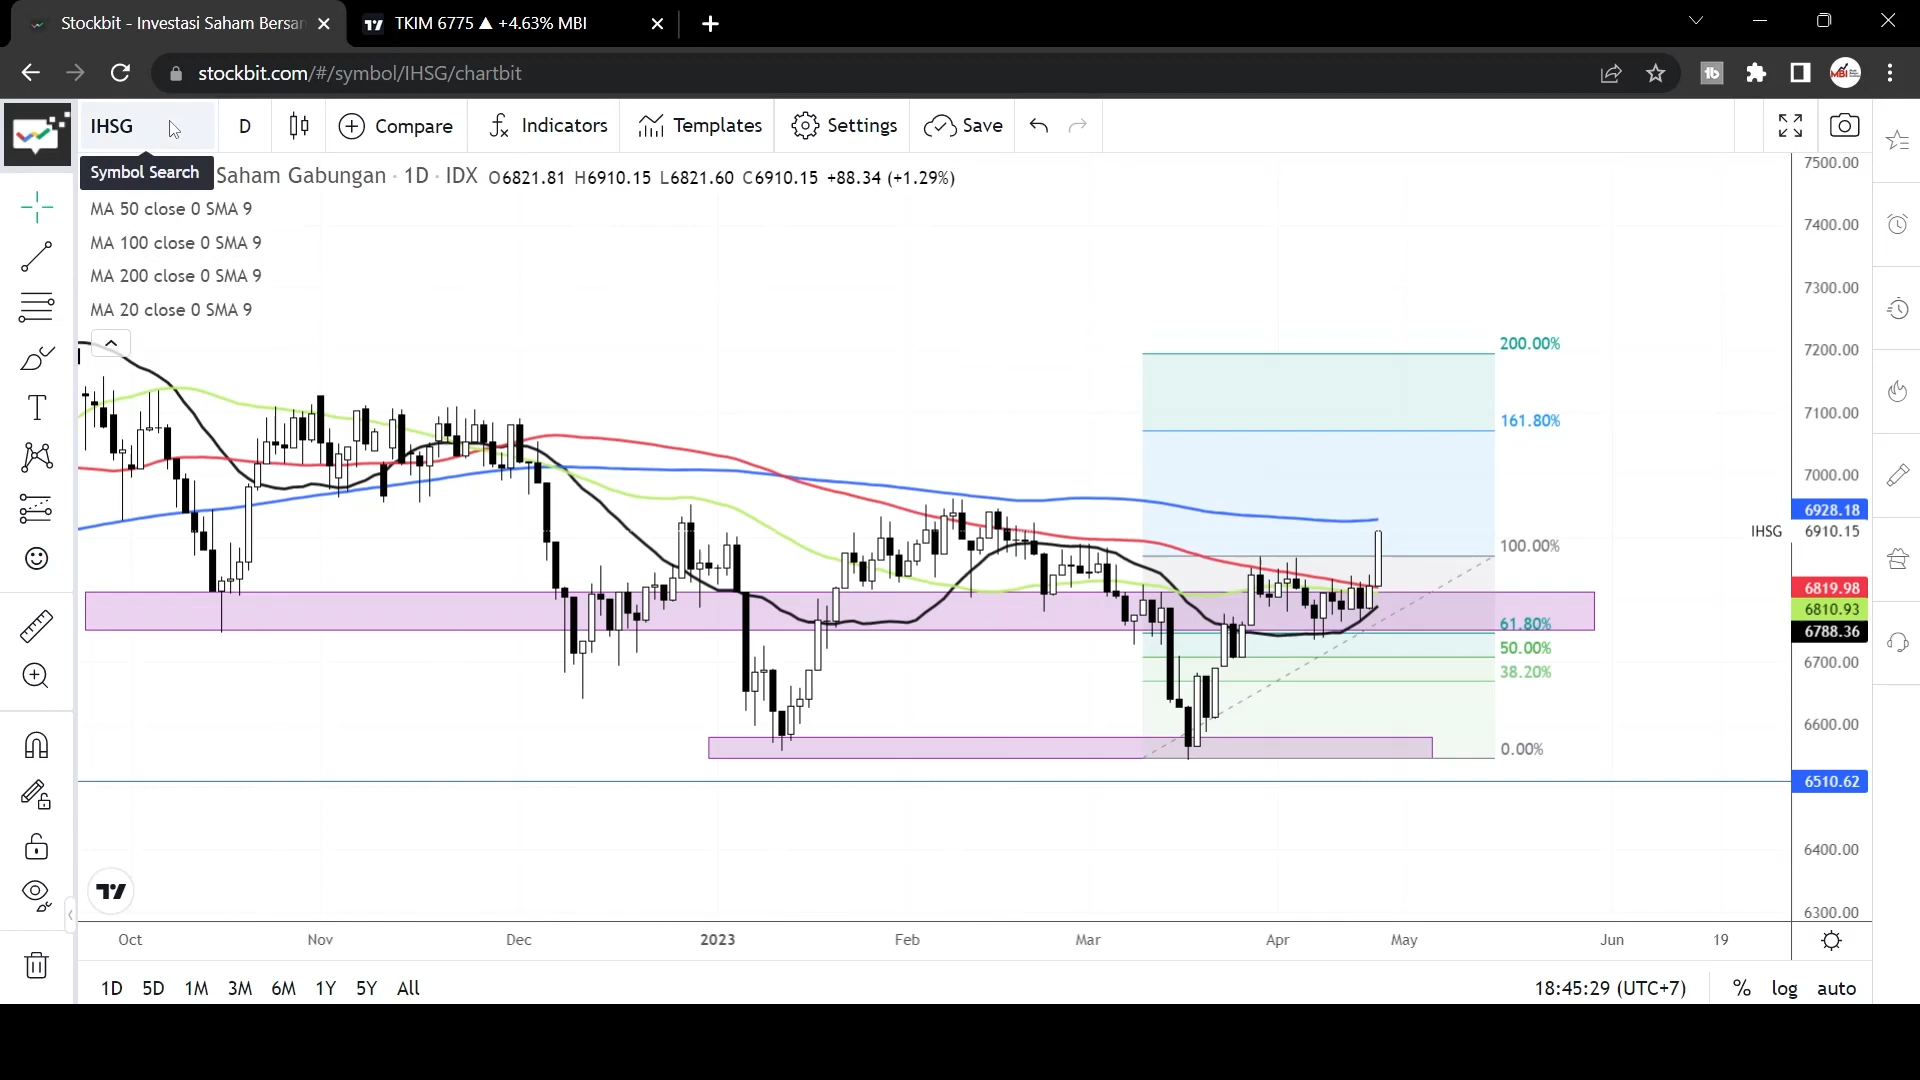 Stockbit - Investasi Saham Bersan
TKIM 6775 ▲ +4.63% MBI
stockbit.com/#/symbol/IHSG/chartbit
IHSG
D
Compare
Indicators
Templates
Settings
Save
Symbol Search
Saham Gabungan · 1D · IDX O6821.81 H6910.15 L6821.60 C6910.15 +88.34 (+1.29%)
MA 50 close 0 SMA 9
MA 100 close 0 SMA 9
MA 200 close 0 SMA 9
MA 20 close 0 SMA 9
7500.00
7400.00
7300.00
7200.00
7100.00
7000.00
6928.18
IHSG 6910.15
6819.98
6810.93
6788.36
6700.00
6600.00
6510.62
6400.00
6300.00
200.00%
161.80%
100.00%
61.80%
50.00%
38.20%
0.00%
Oct Nov Dec 2023 Feb Mar Apr May Jun 19
1D 5D 1M 3M 6M 1Y 5Y All
18:45:29 (UTC+7) % log auto